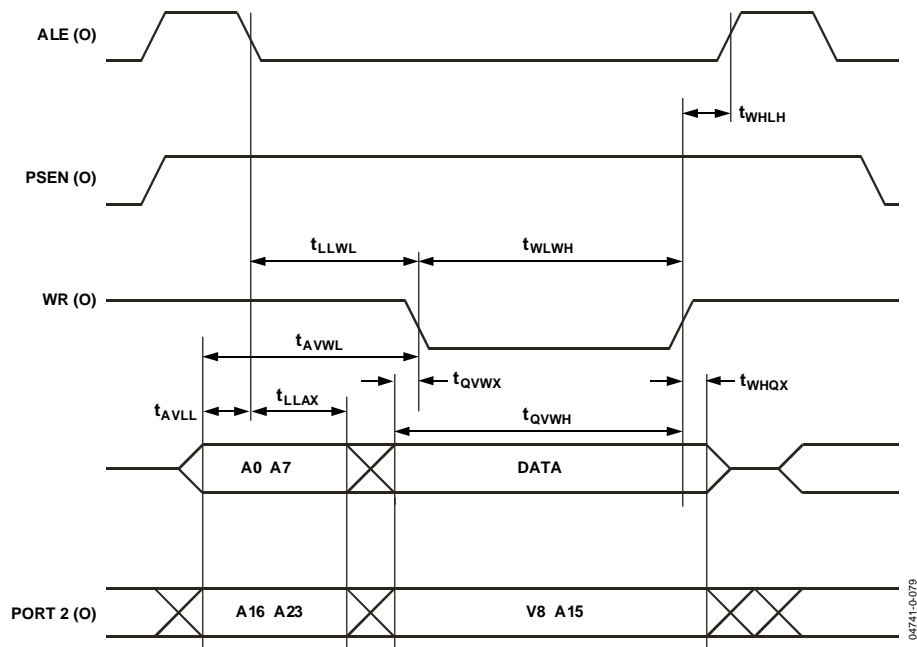 ALE (O)
tWHLH
PSEN (O)
tLLWL
tWLWH
WR (O)
tAVWL
tQVWX
tWHQX
tAVLL
tLLAX
tQVWH
A0 A7
DATA
PORT 2 (O)
A16 A23
V8 A15
04741-0-079